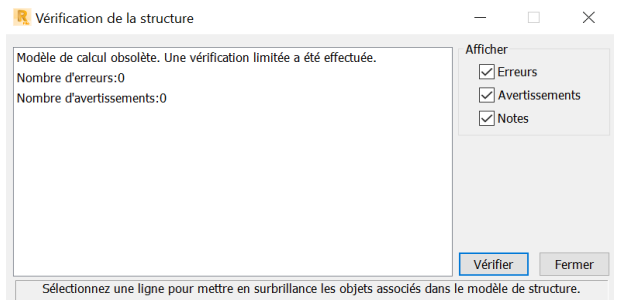 Vérification de la structure
Modèle de calcul obsolète. Une vérification limitée a été effectuée.
Nombre d'erreurs:0
Nombre d'avertissements:0
Afficher
Erreurs
Avertissements
Notes
Vérifier
Fermer
Sélectionnez une ligne pour mettre en surbrillance les objets associés dans le modèle de structure.